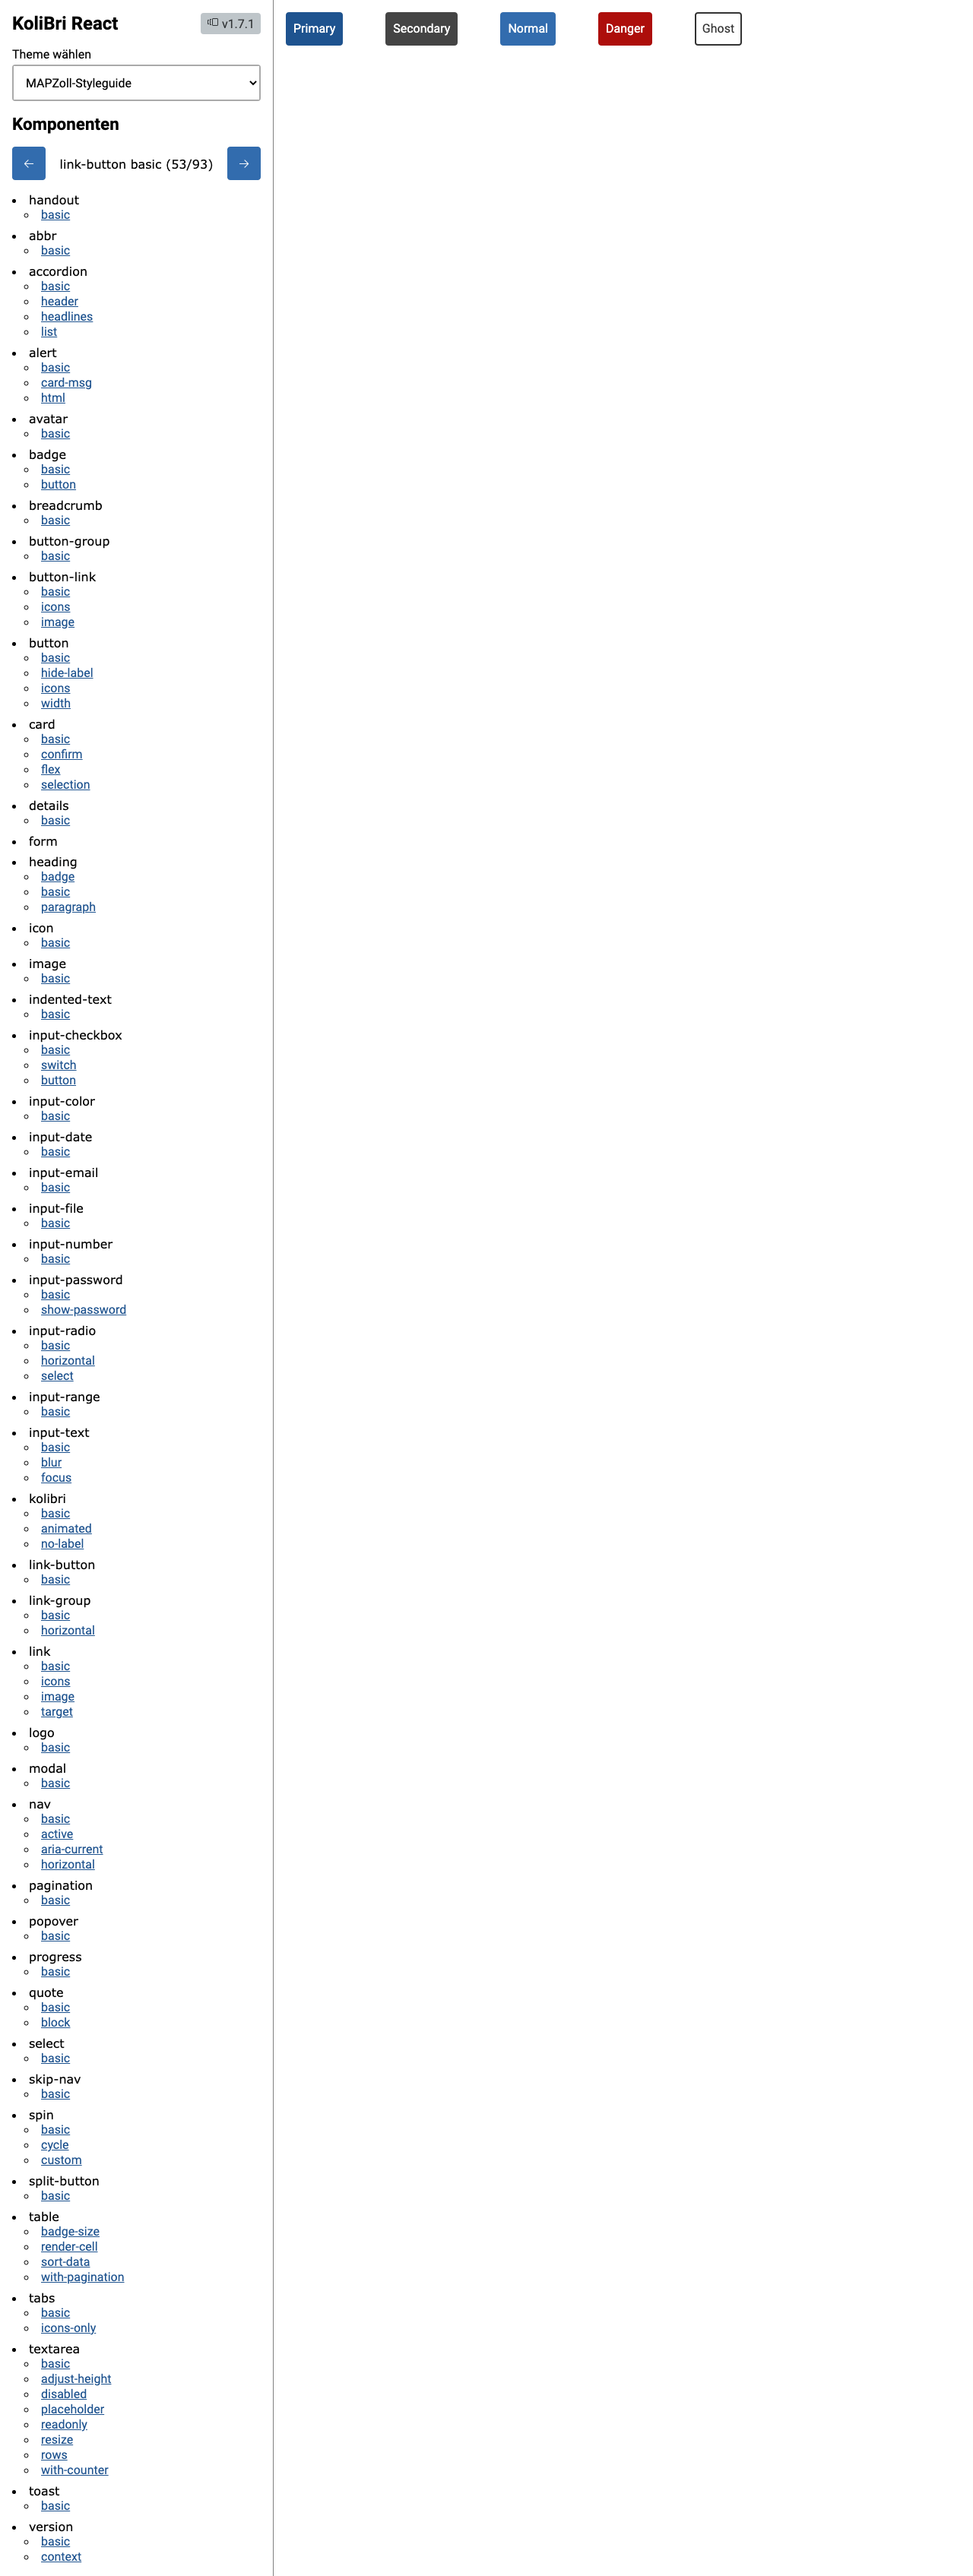 KoliBri React
v1.7.1
Theme wählen
MAPZoll-Styleguide
Komponenten
← link-button basic (53/93) →
handout
basic
abbr
basic
accordion
basic
header
headlines
list
alert
basic
card-msg
html
avatar
basic
badge
basic
button
breadcrumb
basic
button-group
basic
button-link
basic
icons
image
button
basic
hide-label
icons
width
card
basic
confirm
flex
selection
details
basic
form
heading
badge
basic
paragraph
icon
basic
image
basic
indented-text
basic
input-checkbox
basic
switch
button
input-color
basic
input-date
basic
input-email
basic
input-file
basic
input-number
basic
input-password
basic
show-password
input-radio
basic
horizontal
select
input-range
basic
input-text
basic
blur
focus
kolibri
basic
animated
no-label
link-button
basic
link-group
basic
horizontal
link
basic
icons
image
target
logo
basic
modal
basic
nav
basic
active
aria-current
horizontal
pagination
basic
popover
basic
progress
basic
quote
basic
block
select
basic
skip-nav
basic
spin
basic
cycle
custom
split-button
basic
table
badge-size
render-cell
sort-data
with-pagination
tabs
basic
icons-only
textarea
basic
adjust-height
disabled
placeholder
readonly
resize
rows
with-counter
toast
basic
version
basic
context
Primary
Secondary
Normal
Danger
Ghost